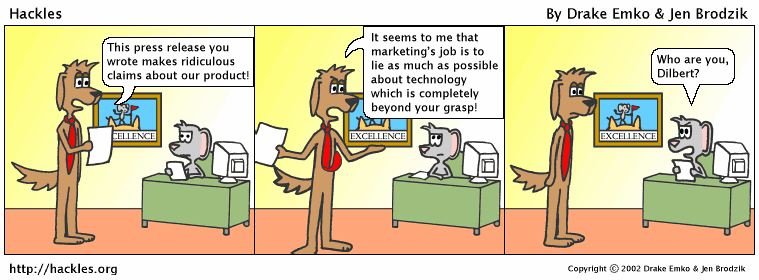 Hackles
By Drake Emko & Jen Brodzik
This press release you
wrote makes ridiculous
claims about our product!
EXCELLENCE
It seems to me that
marketing's job is to
lie as much as possible
about technology
which is completely
beyond your grasp!
EXCELLENCE
Who are you,
Dilbert?
EXCELLENCE
http://hackles.org
Copyright © 2002 Drake Emko & Jen Brodzik